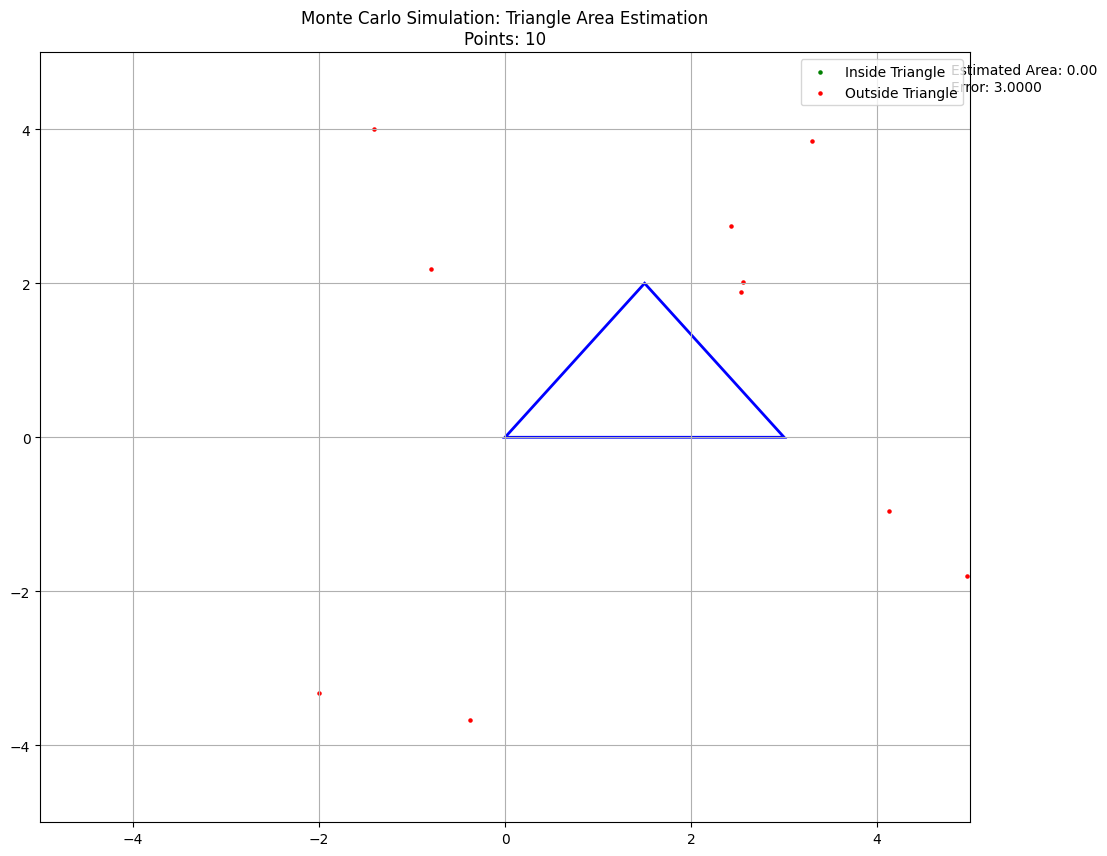 Monte Carlo Simulation: Triangle Area Estimation
Points: 10
Inside Triangle
Outside Triangle
Estimated Area: 0.00
Error: 3.0000
4
2
0
−2
−4
−4
−2
0
2
4